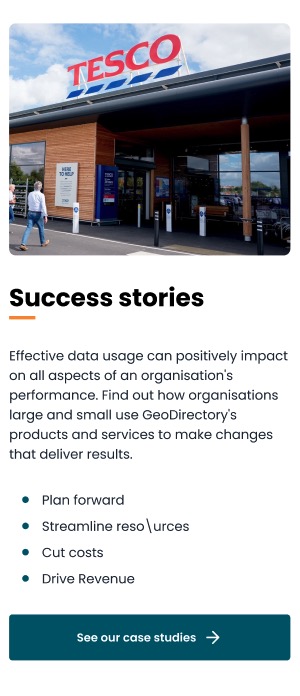 TESCO
HERE
TO HELP
Success stories
Effective data usage can positively impact
on all aspects of an organisation's
performance. Find out how organisations
large and small use GeoDirectory's
products and services to make changes
that deliver results.
Plan forward
Streamline reso\urces
Cut costs
Drive Revenue
See our case studies